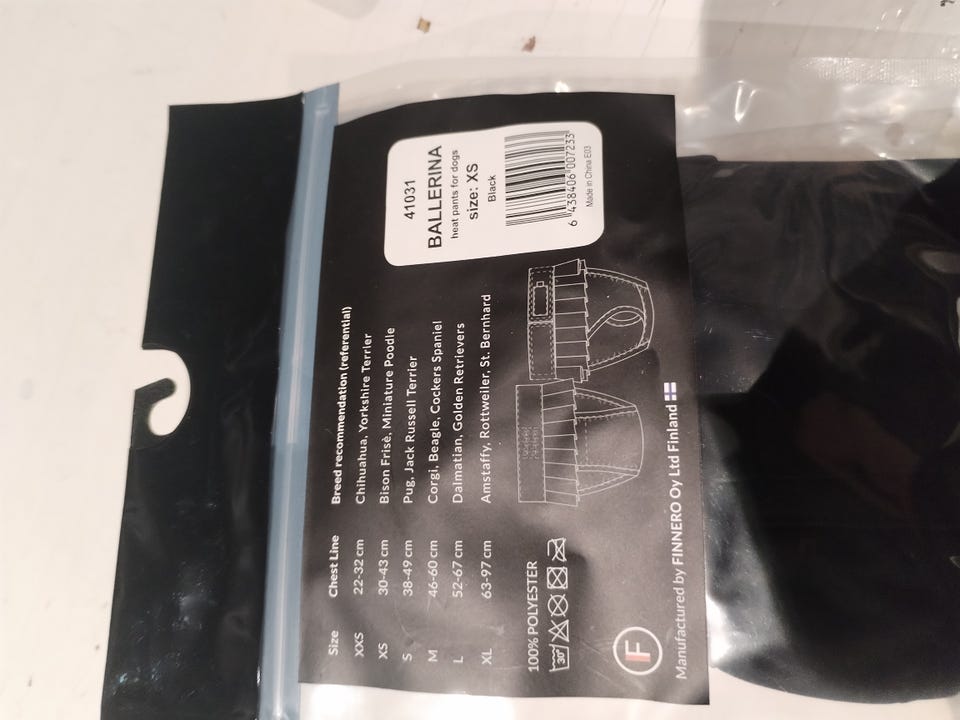 41031
BALLERINA
heat pants for dogs
size: XS
Black
6 438406 007233
Made in China E03
Size Chest Line Breed recommendation (referential)
XXS 22-32 cm Chihuahua, Yorkshire Terrier
XS 30-43 cm Bison Frisè, Miniature Poodle
S 38-49 cm Pug, Jack Russell Terrier
M 46-60 cm Corgi, Beagle, Cockers Spaniel
L 52-67 cm Dalmatian, Golden Retrievers
XL 63-97 cm Amstaffy, Rottweiler, St. Bernhard
100% POLYESTER
30°
F
Manufactured by FINNERO Oy Ltd Finland